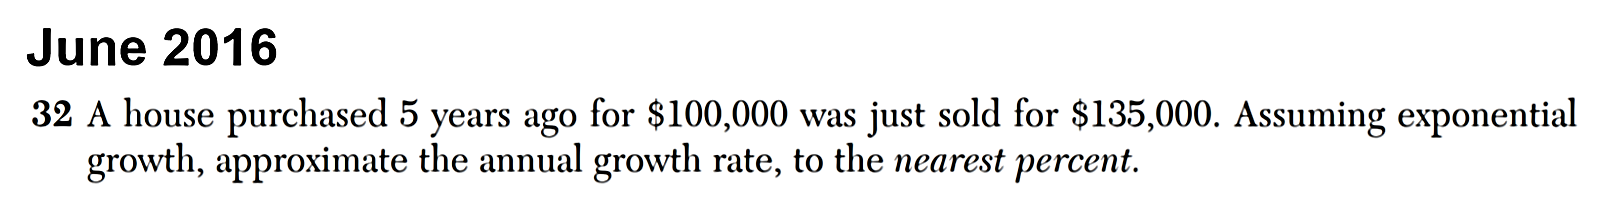 June 2016
32 A house purchased 5 years ago for $100,000 was just sold for $135,000. Assuming exponential
growth, approximate the annual growth rate, to the nearest percent.